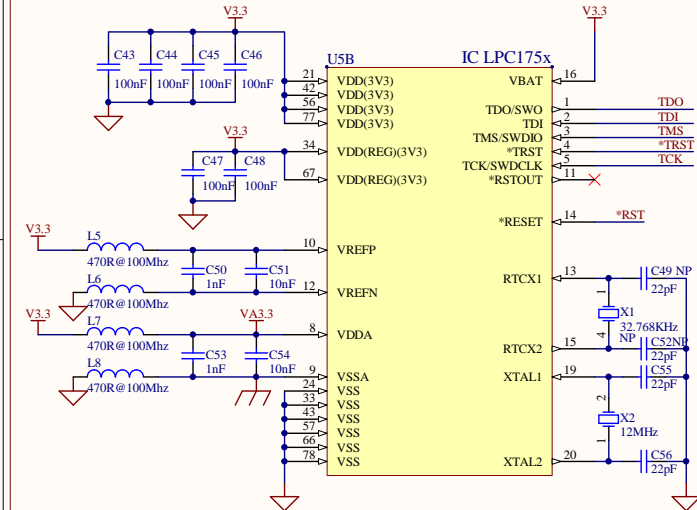 V3.3
V3.3
C43
C44
C45
C46
100nF
100nF
100nF
100nF
U5B
IC LPC175x
21 VDD(3V3)
42 VDD(3V3)
56 VDD(3V3)
77 VDD(3V3)
VBAT 16
TDO/SWO 1 TDO
TDI 2 TDI
TMS/SWDIO 3 TMS
*TRST 4 *TRST
TCK/SWDCLK 5 TCK
*RSTOUT 11
V3.3
C47
C48
100nF
100nF
34 VDD(REG)(3V3)
67 VDD(REG)(3V3)
*RESET 14 *RST
V3.3
L5
470R@100Mhz
L6
470R@100Mhz
C50
1nF
C51
10nF
10 VREFP
12 VREFN
RTCX1 13
C49 NP
22pF
1
X1
32.768KHz
NP
4
RTCX2 15
C52NP
22pF
V3.3
L7
470R@100Mhz
L8
470R@100Mhz
VA3.3
C53
1nF
C54
10nF
8 VDDA
9 VSSA
24 VSS
33 VSS
43 VSS
57 VSS
66 VSS
78 VSS
XTAL1 19
C55
22pF
2
X2
12MHz
1
XTAL2 20
C56
22pF